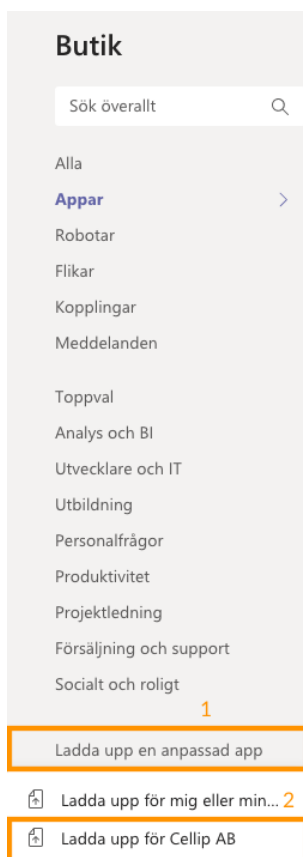 Butik
Sök överallt
Alla
Appar
Robotar
Flikar
Kopplingar
Meddelanden
Toppval
Analys och BI
Utvecklare och IT
Utbildning
Personalfrågor
Produktivitet
Projektledning
Försäljning och support
Socialt och roligt
1
Ladda upp en anpassad app
Ladda upp för mig eller min... 2
Ladda upp för Cellip AB